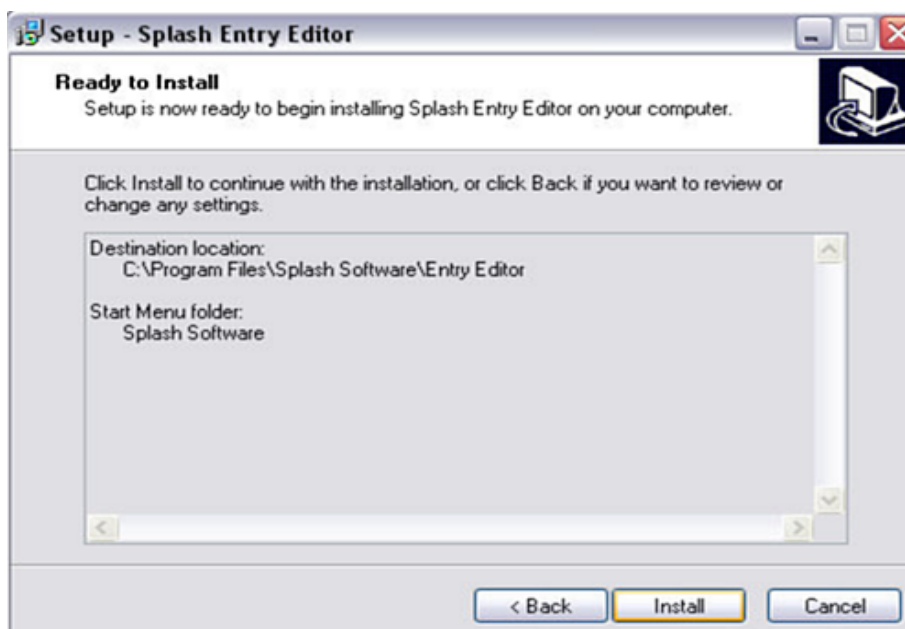 Setup - Splash Entry Editor
Ready to Install
Setup is now ready to begin installing Splash Entry Editor on your computer.
Click Install to continue with the installation, or click Back if you want to review or
change any settings.
Destination location:
C:\Program Files\Splash Software\Entry Editor
Start Menu folder:
Splash Software
< Back
Install
Cancel